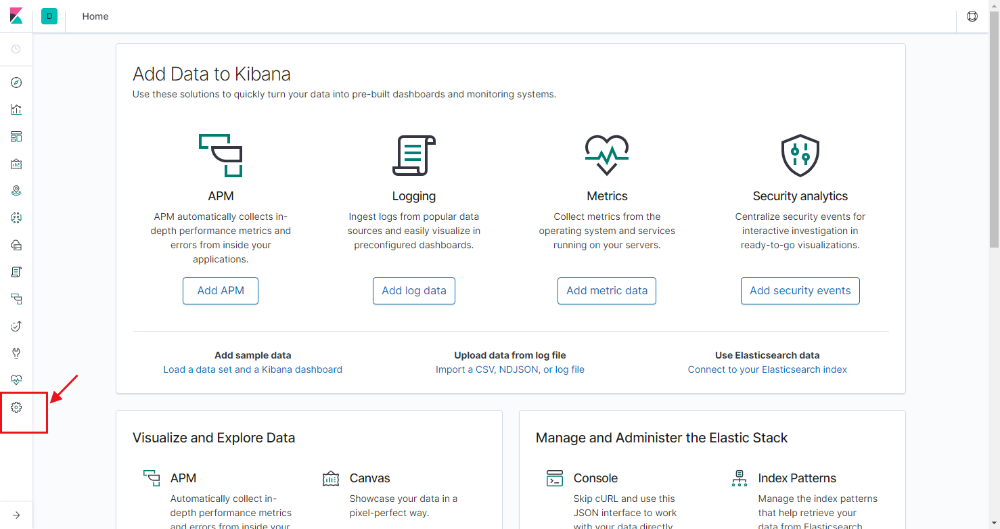 D
Home
Add Data to Kibana
Use these solutions to quickly turn your data into pre-built dashboards and monitoring systems.
APM
APM automatically collects in-
depth performance metrics and
errors from inside your
applications.
Add APM
Logging
Ingest logs from popular data
sources and easily visualize in
preconfigured dashboards.
Add log data
Metrics
Collect metrics from the
operating system and services
running on your servers.
Add metric data
Security analytics
Centralize security events for
interactive investigation in
ready-to-go visualizations.
Add security events
Add sample data
Load a data set and a Kibana dashboard
Upload data from log file
Import a CSV, NDJSON, or log file
Use Elasticsearch data
Connect to your Elasticsearch index
Visualize and Explore Data
APM
Automatically collect in-
depth performance metrics
and errors from inside your
Canvas
Showcase your data in a
pixel-perfect way.
Manage and Administer the Elastic Stack
Console
Skip cURL and use this
JSON interface to work
with your data directly.
Index Patterns
Manage the index patterns
that help retrieve your
data from Elasticsearch